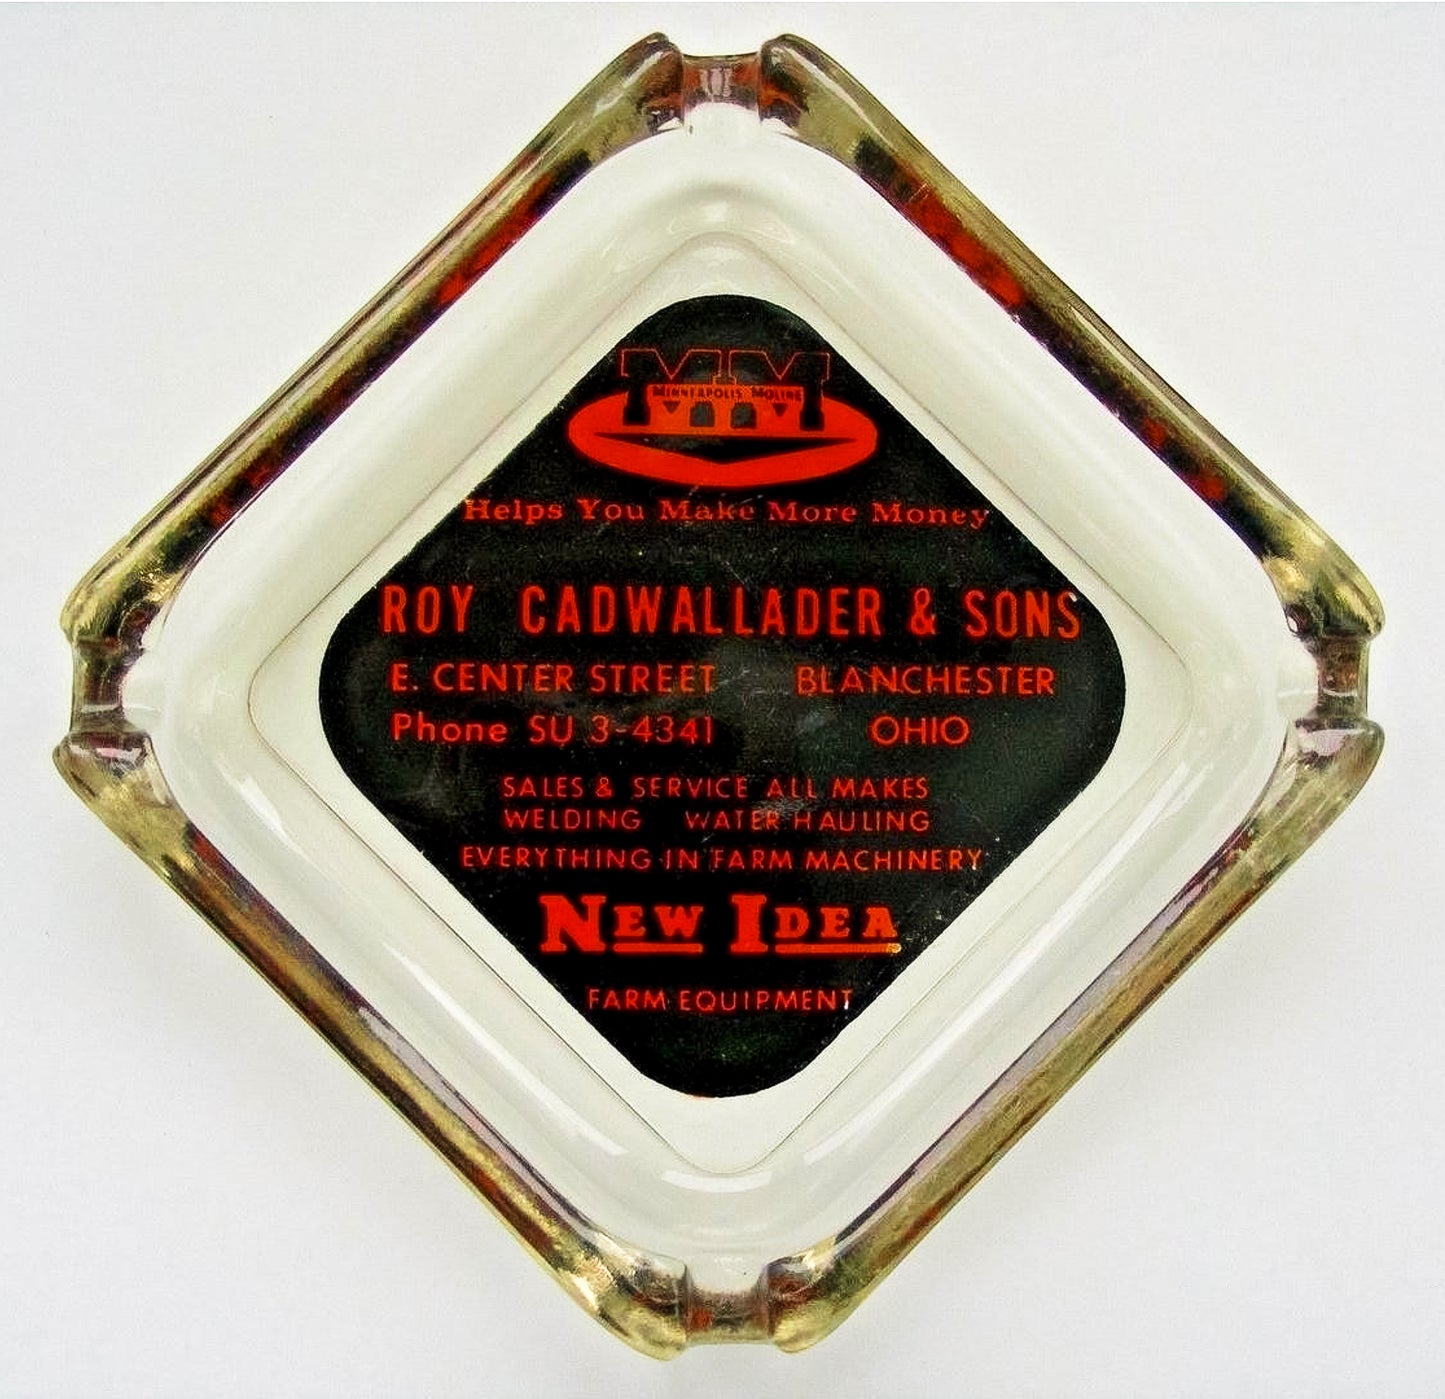 MM
MINNEAPOLIS MOLINE
Helps You Make More Money
ROY CADWALLADER & SONS
E. CENTER STREET BLANCHESTER
Phone SU 3-4341 OHIO
SALES & SERVICE ALL MAKES
WELDING WATER HAULING
EVERYTHING IN FARM MACHINERY
NEW IDEA
FARM EQUIPMENT